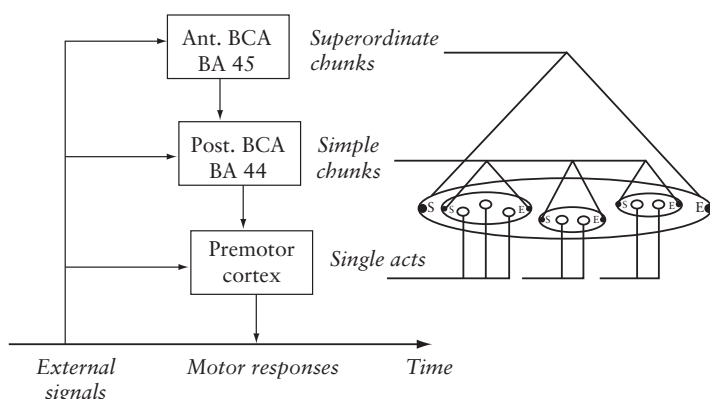 Ant. BCA
BA 45
Superordinate
chunks
Post. BCA
BA 44
Simple
chunks
S S E S E S E E
Premotor
cortex
Single acts
External
signals
Motor responses
Time